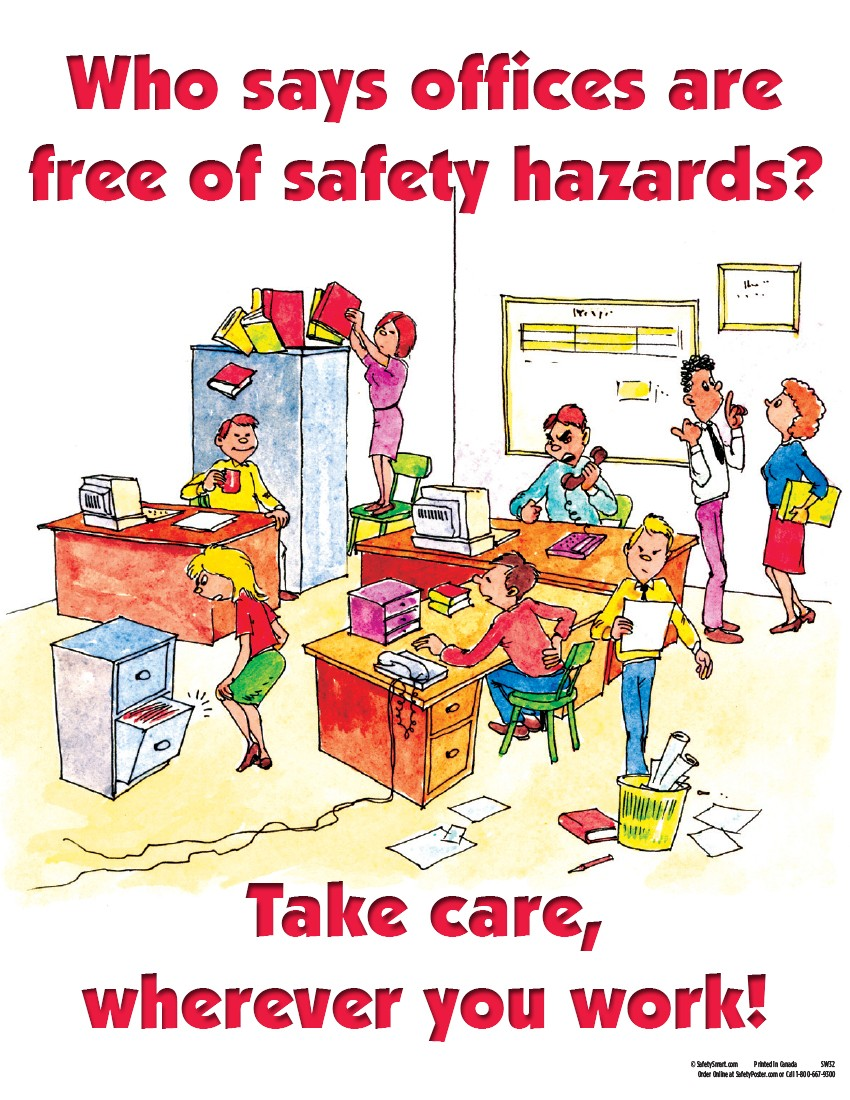 Who says offices are
free of safety hazards?
Take care,
wherever you work!
© SafetySmart.com Printed in Canada SW32
Order Online at SafetyPoster.com or Call 1-800-667-9300